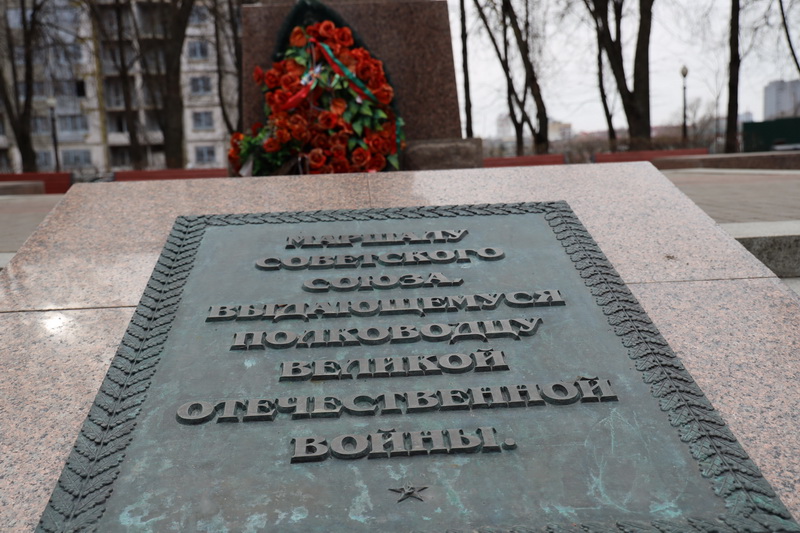 МАРШАЛУ
СОВЕТСКОГО
СОЮЗА.
ВЫДАЮЩЕМУСЯ
ПОЛКОВОДЦУ
ВЕЛИКОЙ
ОТЕЧЕСТВЕННОЙ
ВОЙНЫ.